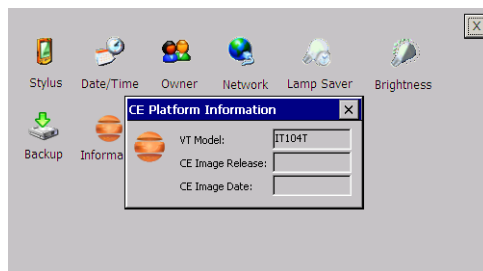 Stylus Date/Time Owner Network Lamp Saver Brightness
CE Platform Information
Backup Informa
VT Model: IT104T
CE Image Release:
CE Image Date: